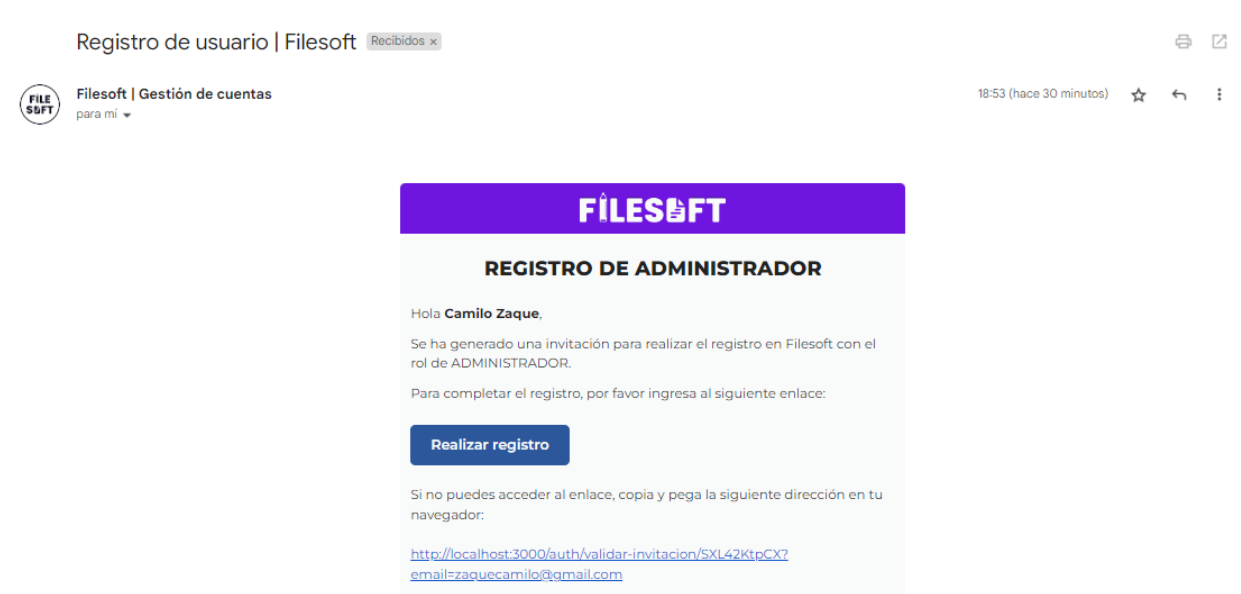 Registro de usuario | Filesoft Recibidos x
FILE
SOFT
Filesoft | Gestión de cuentas
18:53 (hace 30 minutos)
para mí
FILESOFT
REGISTRO DE ADMINISTRADOR
Hola Camilo Zaque,
Se ha generado una invitación para realizar el registro en Filesoft con el
rol de ADMINISTRADOR.
Para completar el registro, por favor ingresa al siguiente enlace:
Realizar registro
Si no puedes acceder al enlace, copia y pega la siguiente dirección en tu
navegador:
http://localhost:3000/auth/validar-invitacion/SXL42KtpCX?
email=zaquecamilo@gmail.com